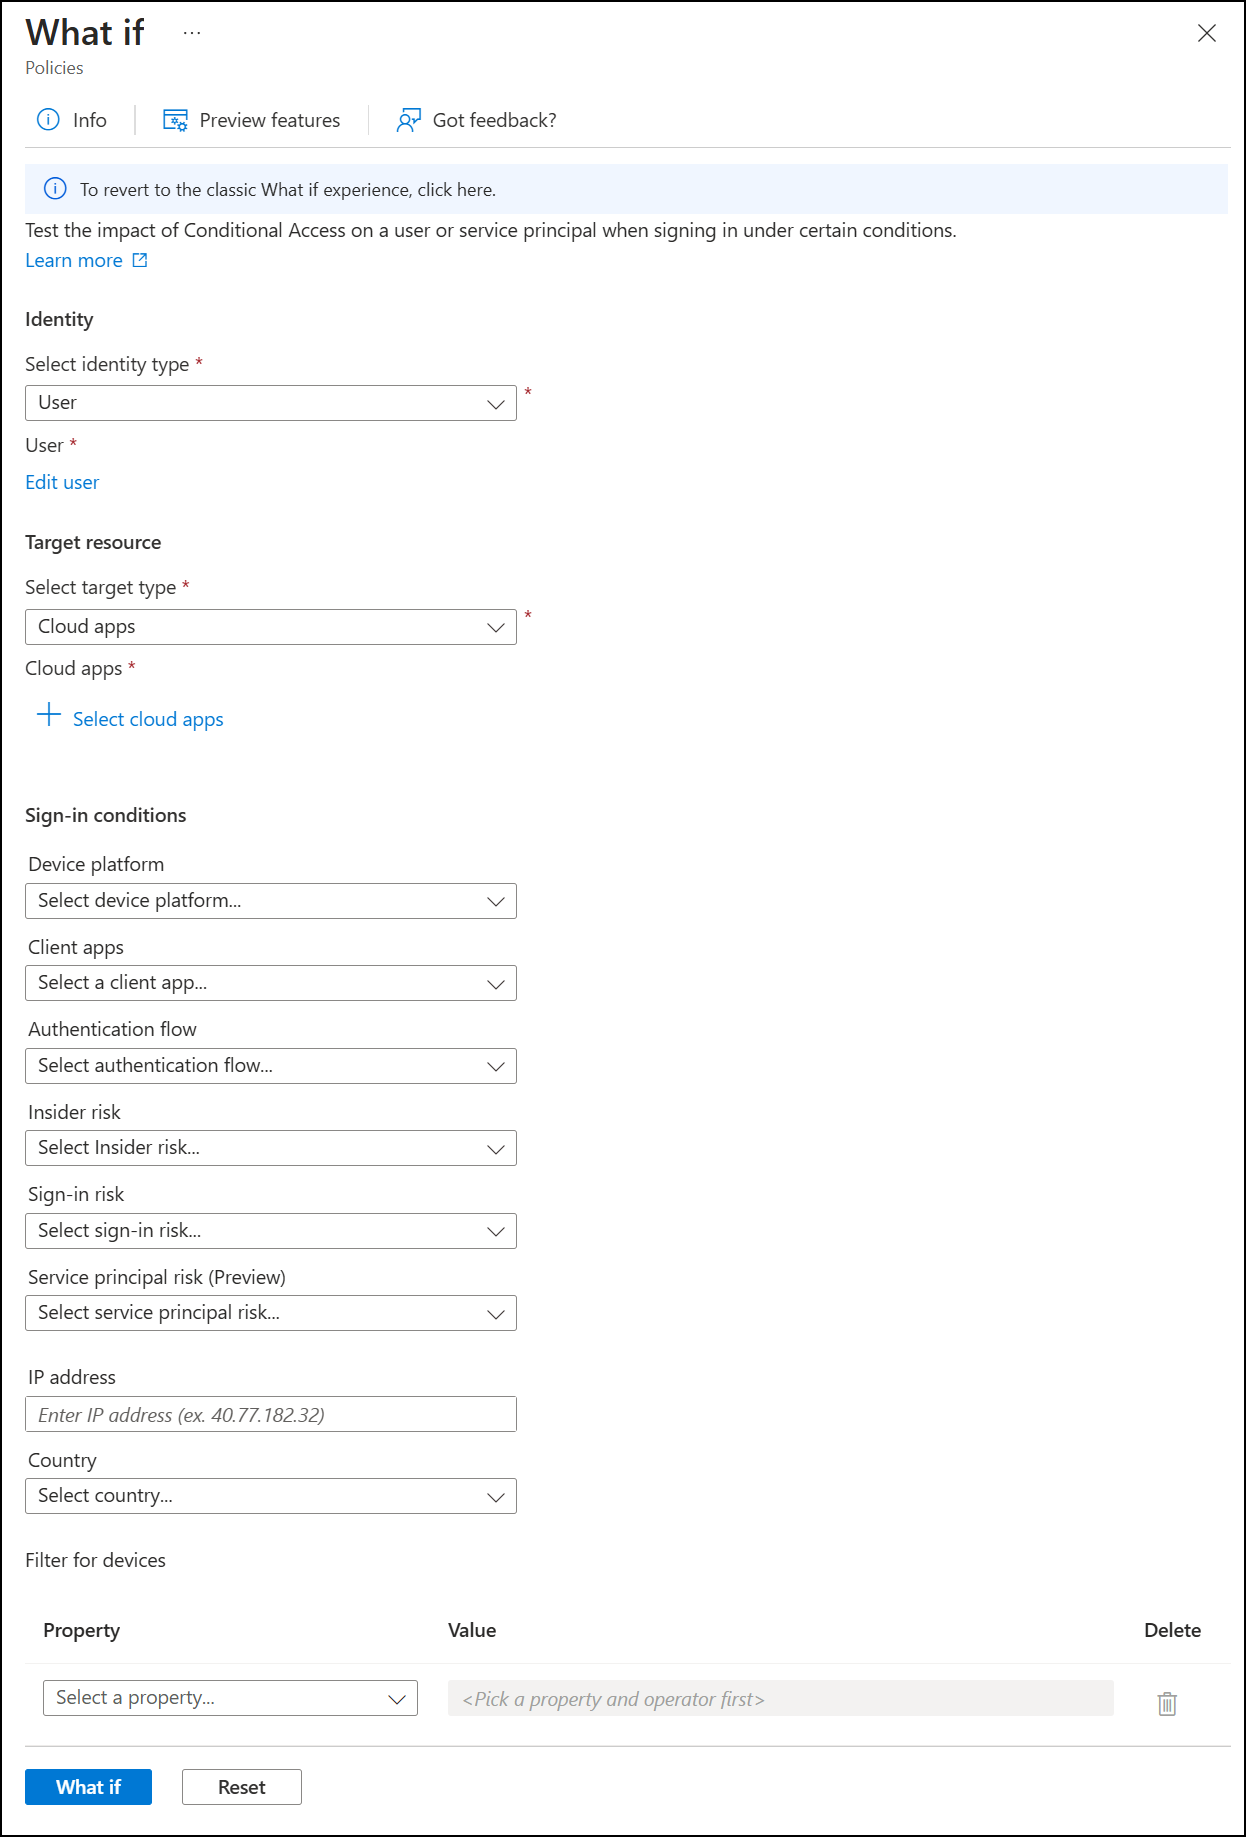 What if ...
Policies
Info
Preview features
Got feedback?
To revert to the classic What if experience, click here.
Test the impact of Conditional Access on a user or service principal when signing in under certain conditions.
Learn more
Identity
Select identity type *
User
*
User *
Edit user
Target resource
Select target type *
Cloud apps
*
Cloud apps *
Select cloud apps
Sign-in conditions
Device platform
Select device platform...
Client apps
Select a client app...
Authentication flow
Select authentication flow...
Insider risk
Select Insider risk...
Sign-in risk
Select sign-in risk...
Service principal risk (Preview)
Select service principal risk...
IP address
Enter IP address (ex. 40.77.182.32)
Country
Select country...
Filter for devices
Property Value Delete
Select a property... <Pick a property and operator first>
What if Reset